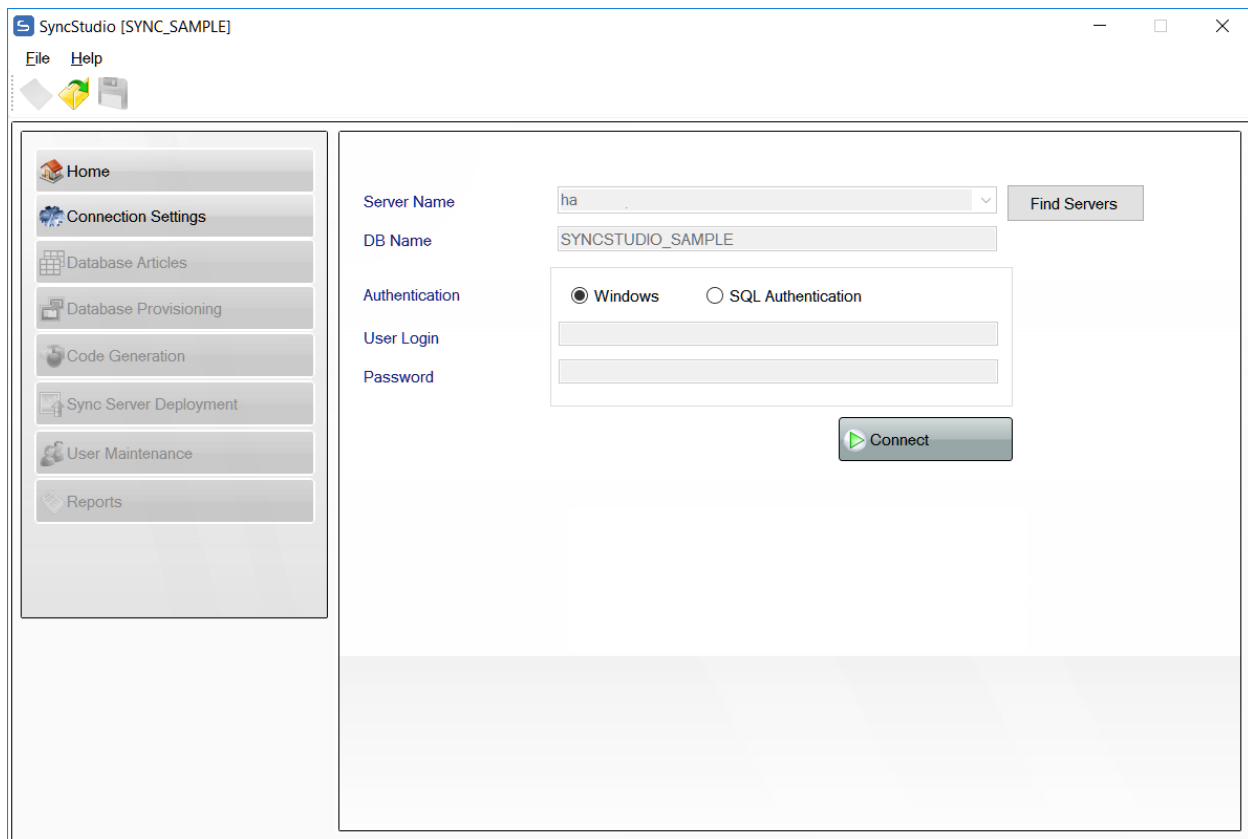 SyncStudio [SYNC_SAMPLE]
File Help
Home
Connection Settings
Database Articles
Database Provisioning
Code Generation
Sync Server Deployment
User Maintenance
Reports
Server Name ha Find Servers
DB Name SYNCSTUDIO_SAMPLE
Authentication Windows SQL Authentication
User Login
Password
Connect